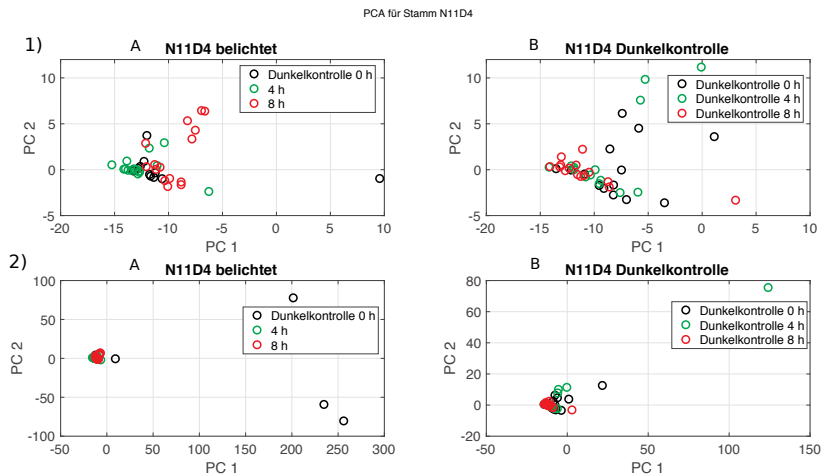 PCA für Stamm N11D4
1)
A
N11D4 belichtet
PC 2
10
5
0
-5
Dunkelkontrolle 0 h
4 h
8 h
-20
-15
-10
-5
0
5
10
PC 1
B
N11D4 Dunkelkontrolle
PC 2
10
5
0
-5
Dunkelkontrolle 0 h
Dunkelkontrolle 4 h
Dunkelkontrolle 8 h
-20
-15
-10
-5
0
5
10
PC 1
2)
A
N11D4 belichtet
PC 2
100
50
0
-50
-100
Dunkelkontrolle 0 h
4 h
8 h
-50
0
50
100
150
200
250
300
PC 1
B
N11D4 Dunkelkontrolle
PC 2
80
60
40
20
0
-20
Dunkelkontrolle 0 h
Dunkelkontrolle 4 h
Dunkelkontrolle 8 h
-50
0
50
100
150
PC 1